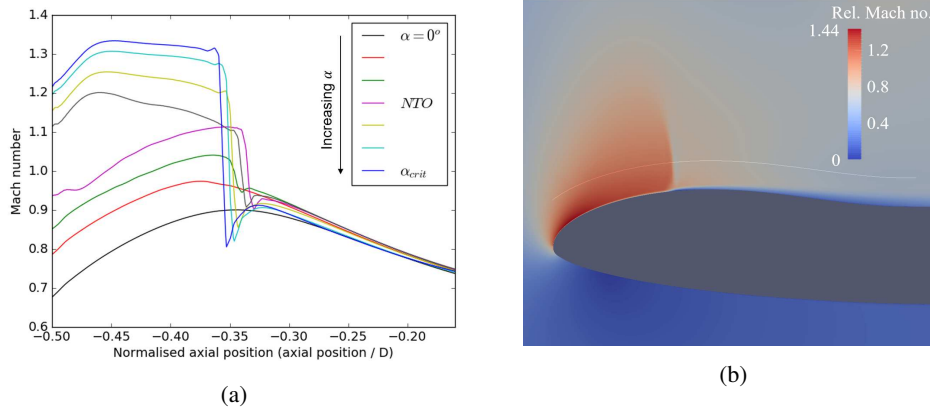 1.4
1.3
1.2
1.1
1.0
0.9
0.8
0.7
0.6
Mach number
−0.50
−0.45
−0.40
−0.35
−0.30
−0.25
−0.20
Normalised axial position (axial position / D)
Increasing α
α = 0°
NTO
α_crit
(a)
Rel. Mach no.
1.44
1.2
0.8
0.4
0
(b)